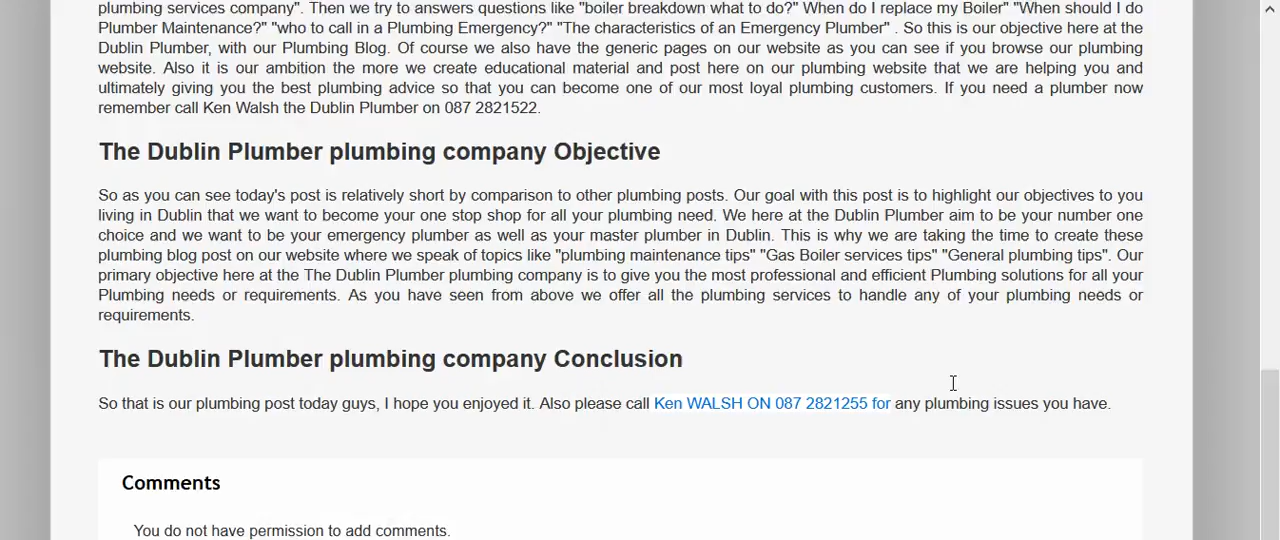 plumbing services company". Then we try to answers questions like "boiler breakdown what to do?" When do I replace my Boiler" "When should I do
Plumber Maintenance?" "who to call in a Plumbing Emergency?" "The characteristics of an Emergency Plumber" . So this is our objective here at the
Dublin Plumber, with our Plumbing Blog. Of course we also have the generic pages on our website as you can see if you browse our plumbing
website. Also it is our ambition the more we create educational material and post here on our plumbing website that we are helping you and
ultimately giving you the best plumbing advice so that you can become one of our most loyal plumbing customers. If you need a plumber now
remember call Ken Walsh the Dublin Plumber on 087 2821522.
The Dublin Plumber plumbing company Objective
So as you can see today's post is relatively short by comparison to other plumbing posts. Our goal with this post is to highlight our objectives to you
living in Dublin that we want to become your one stop shop for all your plumbing need. We here at the Dublin Plumber aim to be your number one
choice and we want to be your emergency plumber as well as your master plumber in Dublin. This is why we are taking the time to create these
plumbing blog post on our website where we speak of topics like "plumbing maintenance tips" "Gas Boiler services tips" "General plumbing tips". Our
primary objective here at the The Dublin Plumber plumbing company is to give you the most professional and efficient Plumbing solutions for all your
Plumbing needs or requirements. As you have seen from above we offer all the plumbing services to handle any of your plumbing needs or
requirements.
The Dublin Plumber plumbing company Conclusion
So that is our plumbing post today guys, I hope you enjoyed it. Also please call Ken WALSH ON 087 2821255 for any plumbing issues you have.
Comments
You do not have permission to add comments.